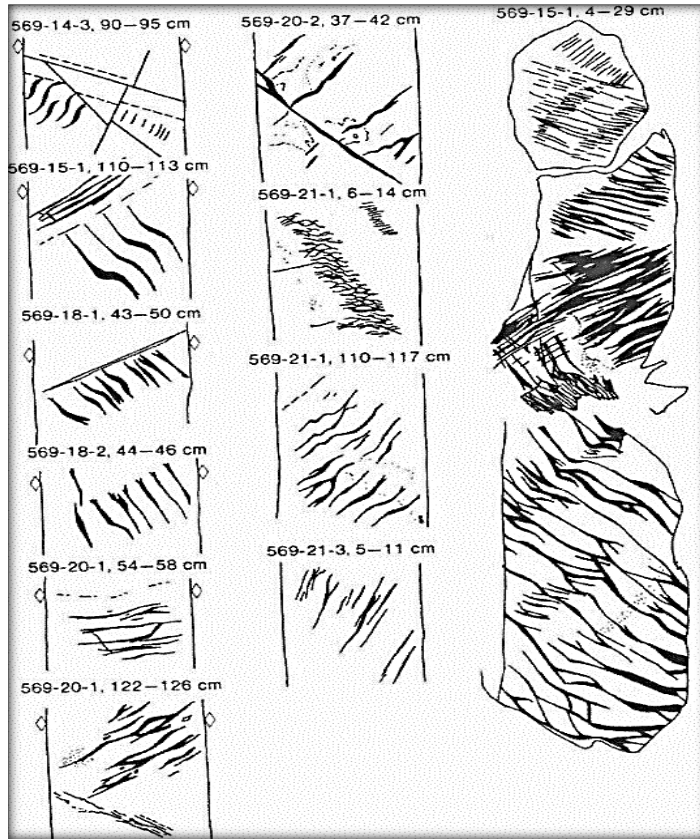 569-14-3, 90—95 cm
569-15-1, 110—113 cm
569-18-1, 43—50 cm
569-18-2, 44—46 cm
569-20-1, 54—58 cm
569-20-1, 122—126 cm
569-20-2, 37—42 cm
569-21-1, 6—14 cm
569-21-1, 110—117 cm
569-21-3, 5—11 cm
569-15-1, 4—29 cm